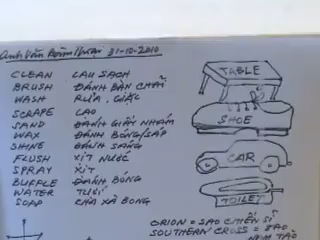 Anh Văn Đàm Thoại 31-10-2010
CLEAN LAU SẠCH
BRUSH ĐÁNH BÀN CHẢI
WASH RỬA, GIẶT
SCRAPE CẠO
SAND ĐÁNH GIẤY NHÁM
WAX ĐÁNH BÓNG/SÁP
SHINE ĐÁNH SÁNG
FLUSH XỊT NƯỚC
SPRAY XỊT
BUFFLE ĐÁNH BÓNG
WATER TƯỚI
SOAP CHÀ XÀ BÔNG
TABLE
SHOE
CAR
TOILET
ORION = SAO CHIẾN SĨ
SOUTHERN CROSS = SAO
NAM TÀO